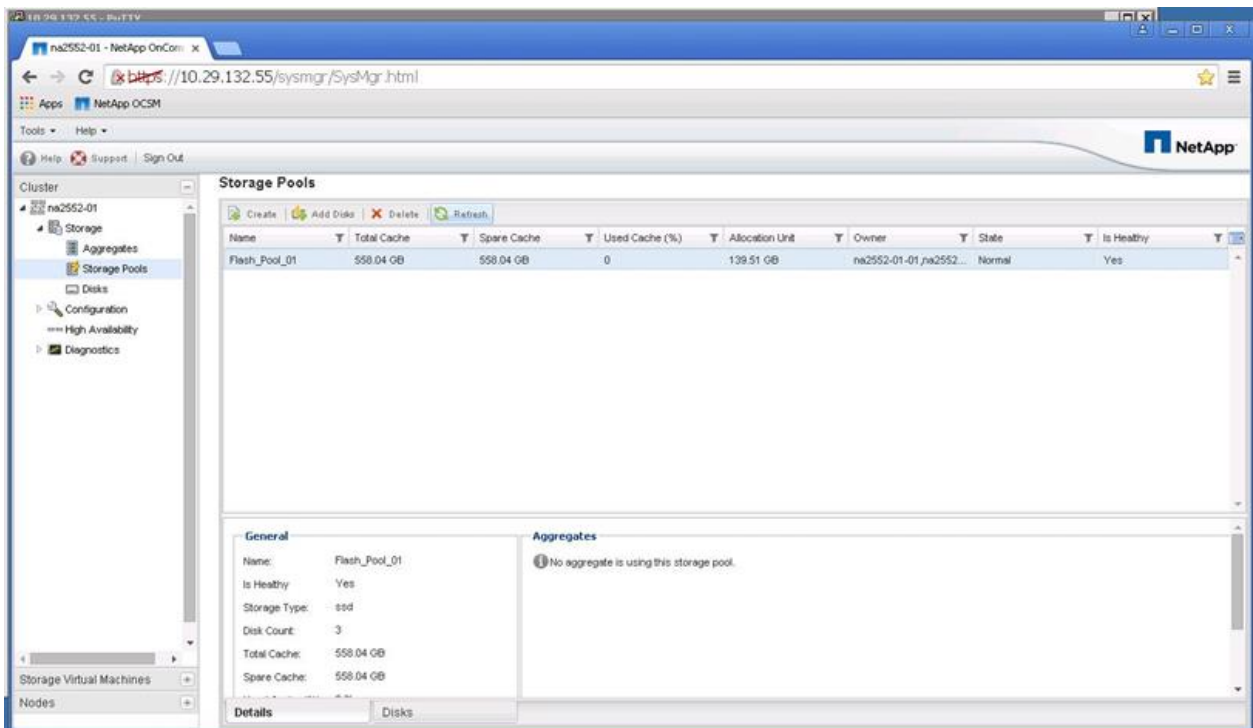 10.29.132.55 - PuTTY
na2552-01 - NetApp OnCom
https://10.29.132.55/sysmgr/SysMgr.html
Apps NetApp OCSM
Tools Help
Help Support Sign Out
NetApp
Cluster
na2552-01
Storage
Aggregates
Storage Pools
Disks
Configuration
High Availability
Diagnostics
Storage Virtual Machines
Nodes
Storage Pools
Create Add Disks Delete Refresh
Name Total Cache Spare Cache Used Cache (%) Allocation Unit Owner State Is Healthy
Flash_Pool_01 558.04 GB 558.04 GB 0 139.51 GB na2552-01-01,na2552... Normal Yes
General
Name: Flash_Pool_01
Is Healthy Yes
Storage Type: ssd
Disk Count: 3
Total Cache: 558.04 GB
Spare Cache: 558.04 GB
Aggregates
No aggregate is using this storage pool.
Details Disks